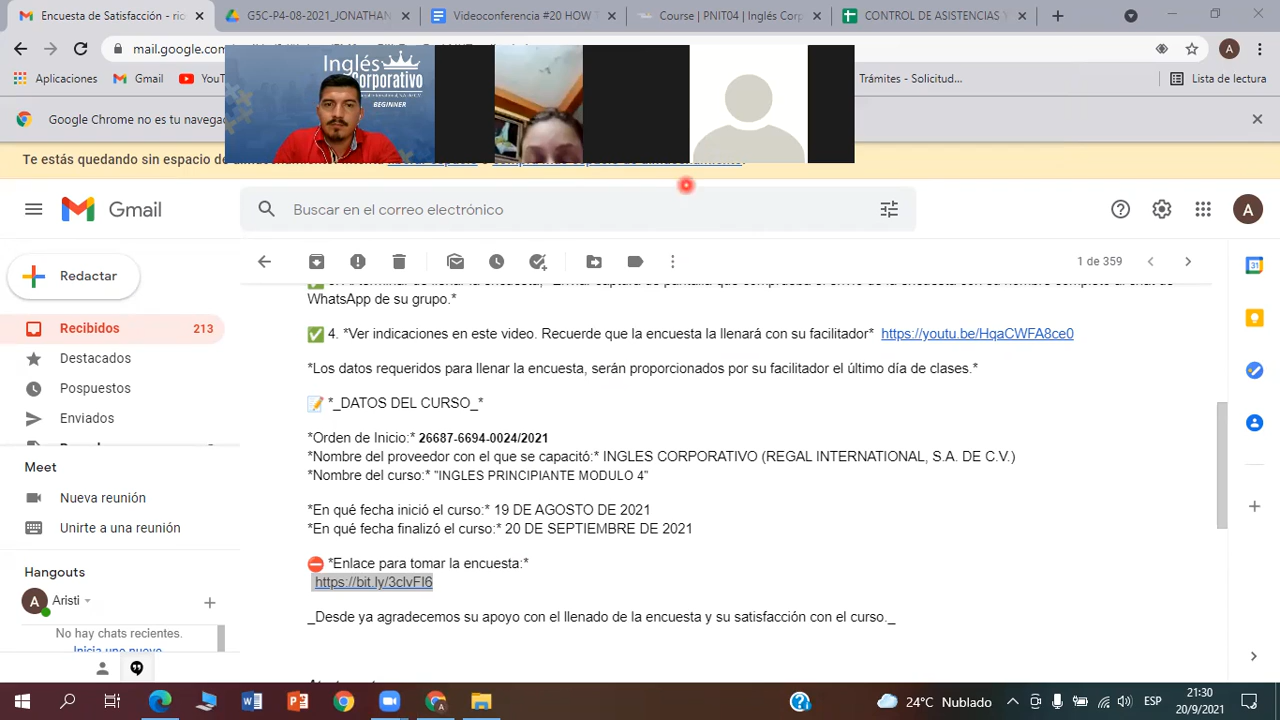 Encuesta de Satisfacción - rio
G5C-P4-08-2021_JONATHAN
Videoconferencia #20 HOW T
Course | PNIT04 | Inglés Corp
CONTROL DE ASISTENCIAS Y
mail.google.com
A
Aplicaciones
Gmail
YouT
Trámites - Solicitud...
Lista de lectura
Google Chrome no es tu navega
Inglés
Corporativo
BEGINNER
Te estás quedando sin espacio de
Gmail
Buscar en el correo electrónico
A
Redactar
1 de 359
Recibidos
213
Destacados
Pospuestos
Enviados
Meet
Nueva reunión
Unirte a una reunión
Hangouts
A
Aristi
No hay chats recientes.
Inicia uno nuevo
WhatsApp de su grupo.*
✅ 4. *Ver indicaciones en este video. Recuerde que la encuesta la llenará con su facilitador* https://youtu.be/HqaCWFA8ce0
*Los datos requeridos para llenar la encuesta, serán proporcionados por su facilitador el último día de clases.*
📝 *_DATOS DEL CURSO_*
*Orden de Inicio:* 26687-6694-0024/2021
*Nombre del proveedor con el que se capacitó:* INGLES CORPORATIVO (REGAL INTERNATIONAL, S.A. DE C.V.)
*Nombre del curso:* "INGLES PRINCIPIANTE MODULO 4"
*En qué fecha inició el curso:* 19 DE AGOSTO DE 2021
*En qué fecha finalizó el curso:* 20 DE SEPTIEMBRE DE 2021
⛔ *Enlace para tomar la encuesta:*
https://bit.ly/3clvFI6
_Desde ya agradecemos su apoyo con el llenado de la encuesta y su satisfacción con el curso._
24°C Nublado
ESP
21:30
20/9/2021